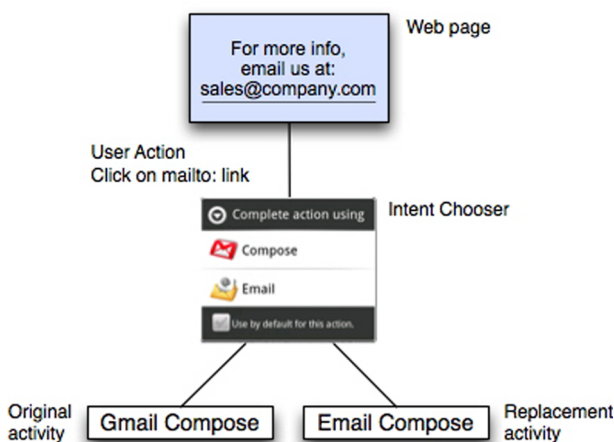 Web page
For more info,
email us at:
sales@company.com
User Action
Click on mailto: link
Intent Chooser
Complete action using
Compose
Email
Use by default for this action.
Original
activity
Gmail Compose
Email Compose
Replacement
activity